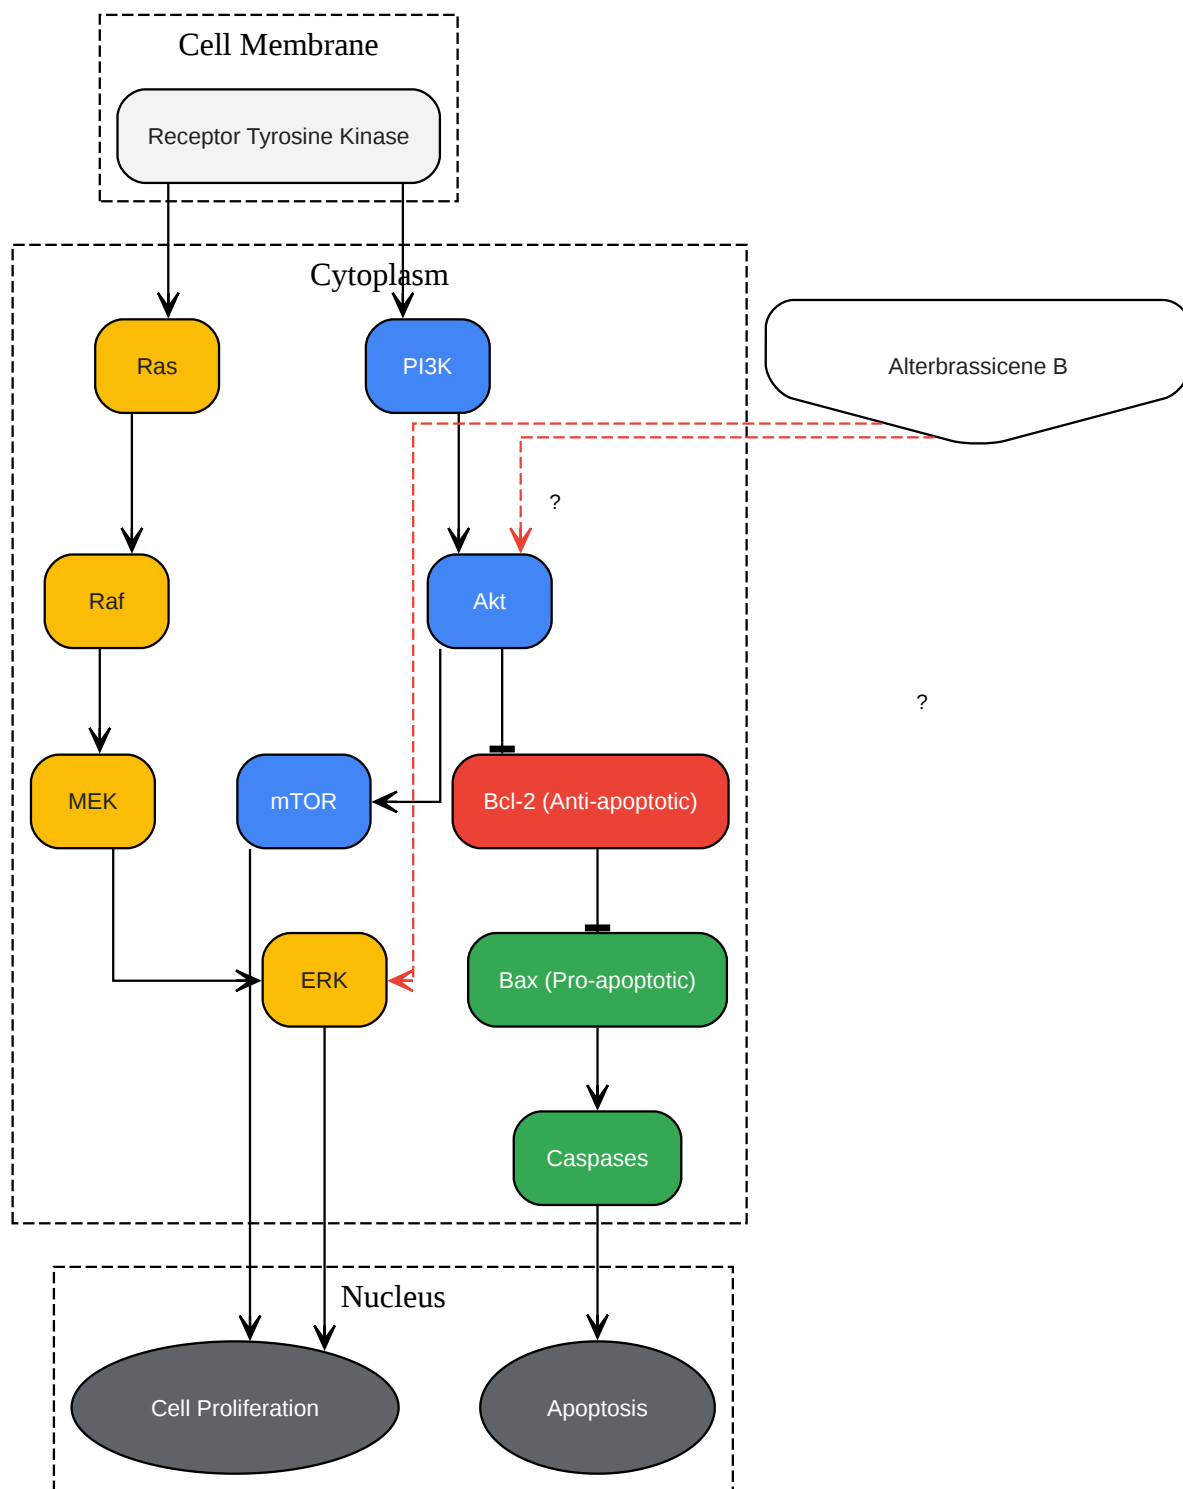 Cell Membrane
Receptor Tyrosine Kinase
Cytoplasm
Ras
PI3K
Alterbrassicene B
?
Raf
Akt
?
MEK
mTOR
Bcl-2 (Anti-apoptotic)
ERK
Bax (Pro-apoptotic)
Caspases
Nucleus
Cell Proliferation
Apoptosis